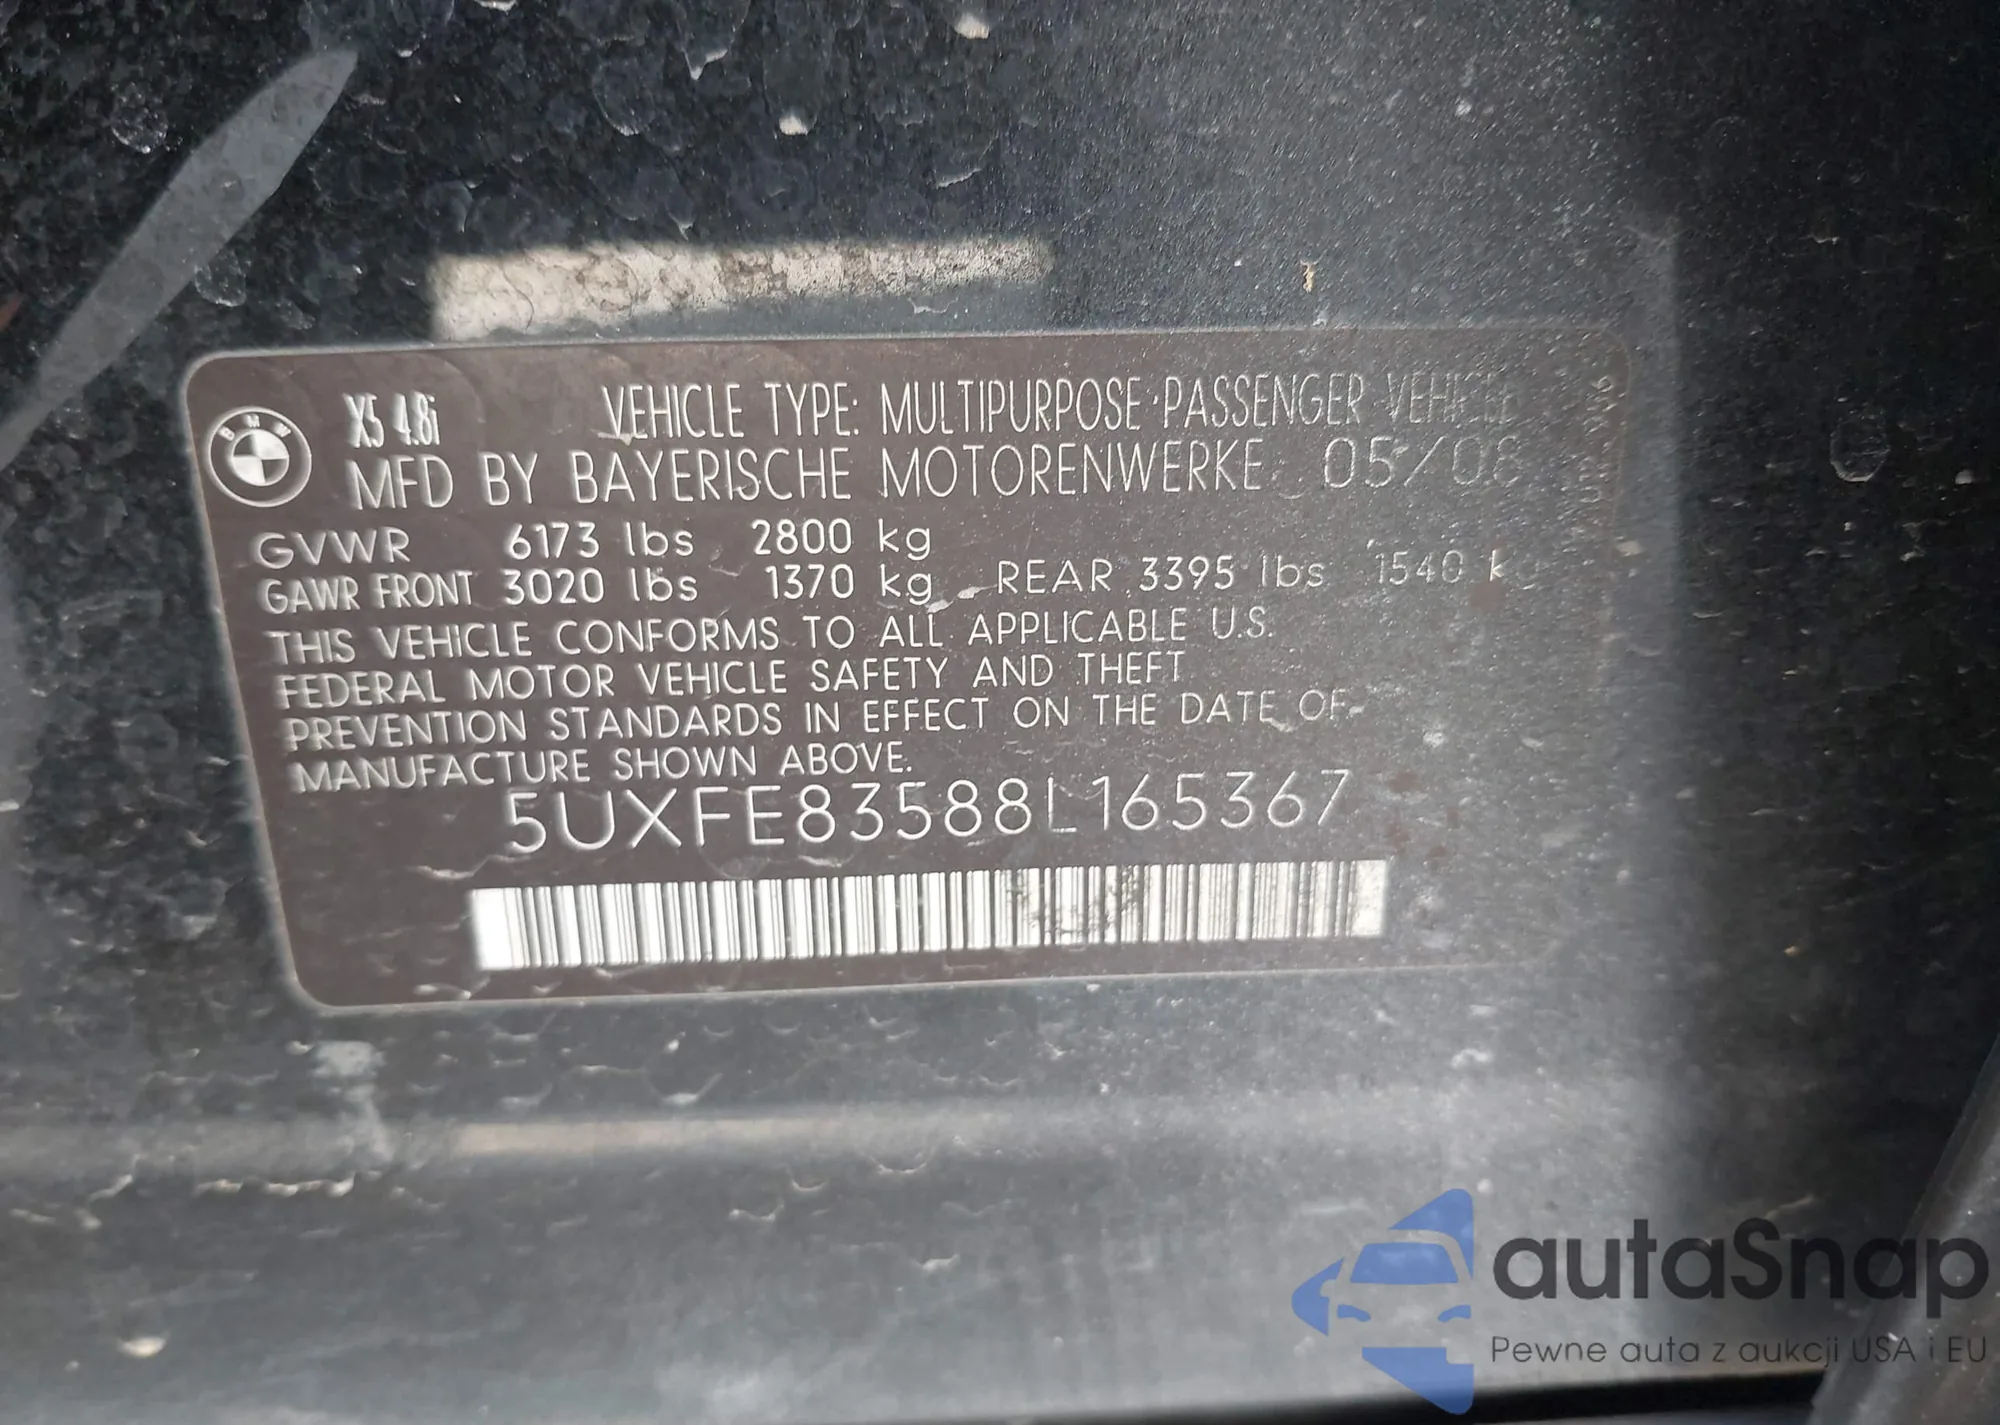 BMW
X5 4.8i VEHICLE TYPE: MULTIPURPOSE PASSENGER VEHICLE
MFD BY BAYERISCHE MOTORENWERKE 05/08
GVWR 6173 lbs 2800 kg
GAWR FRONT 3020 lbs 1370 kg REAR 3395 lbs 1540 kg
THIS VEHICLE CONFORMS TO ALL APPLICABLE U.S.
FEDERAL MOTOR VEHICLE SAFETY AND THEFT
PREVENTION STANDARDS IN EFFECT ON THE DATE OF
MANUFACTURE SHOWN ABOVE.
5UXFE83588L165367
autaSnap
Pewne auta z aukcji USA i EU